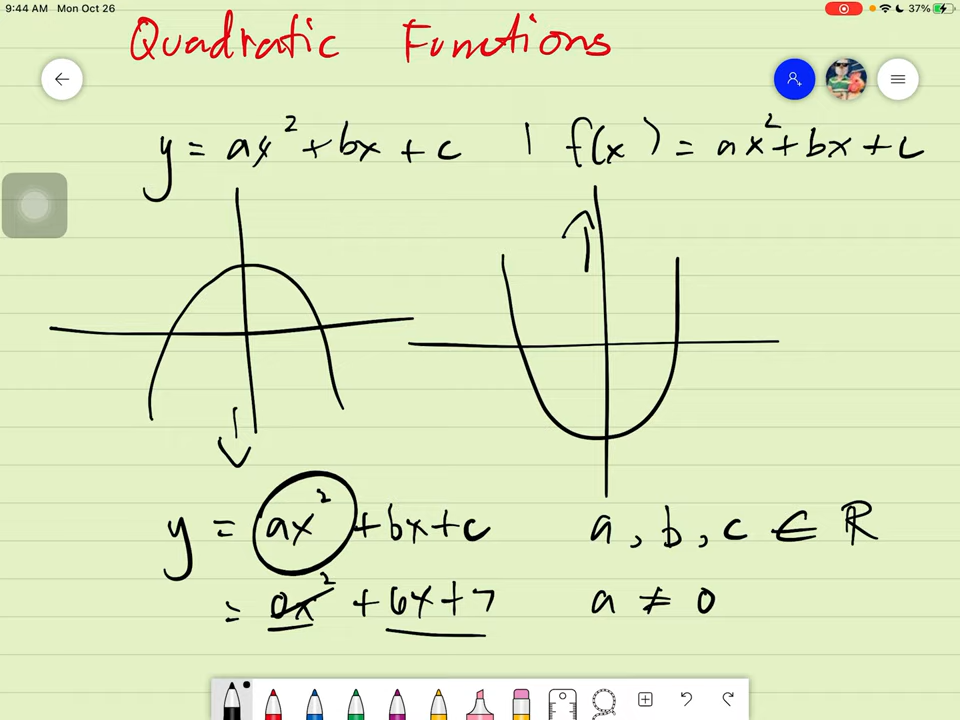 9:44 AM Mon Oct 26
37%
Quadratic Functions
y = ax² + bx + c | f(x) = ax² + bx + c
y = ax² + bx + c a, b, c ∈ ℝ
= 0x² + 6x + 7 a ≠ 0